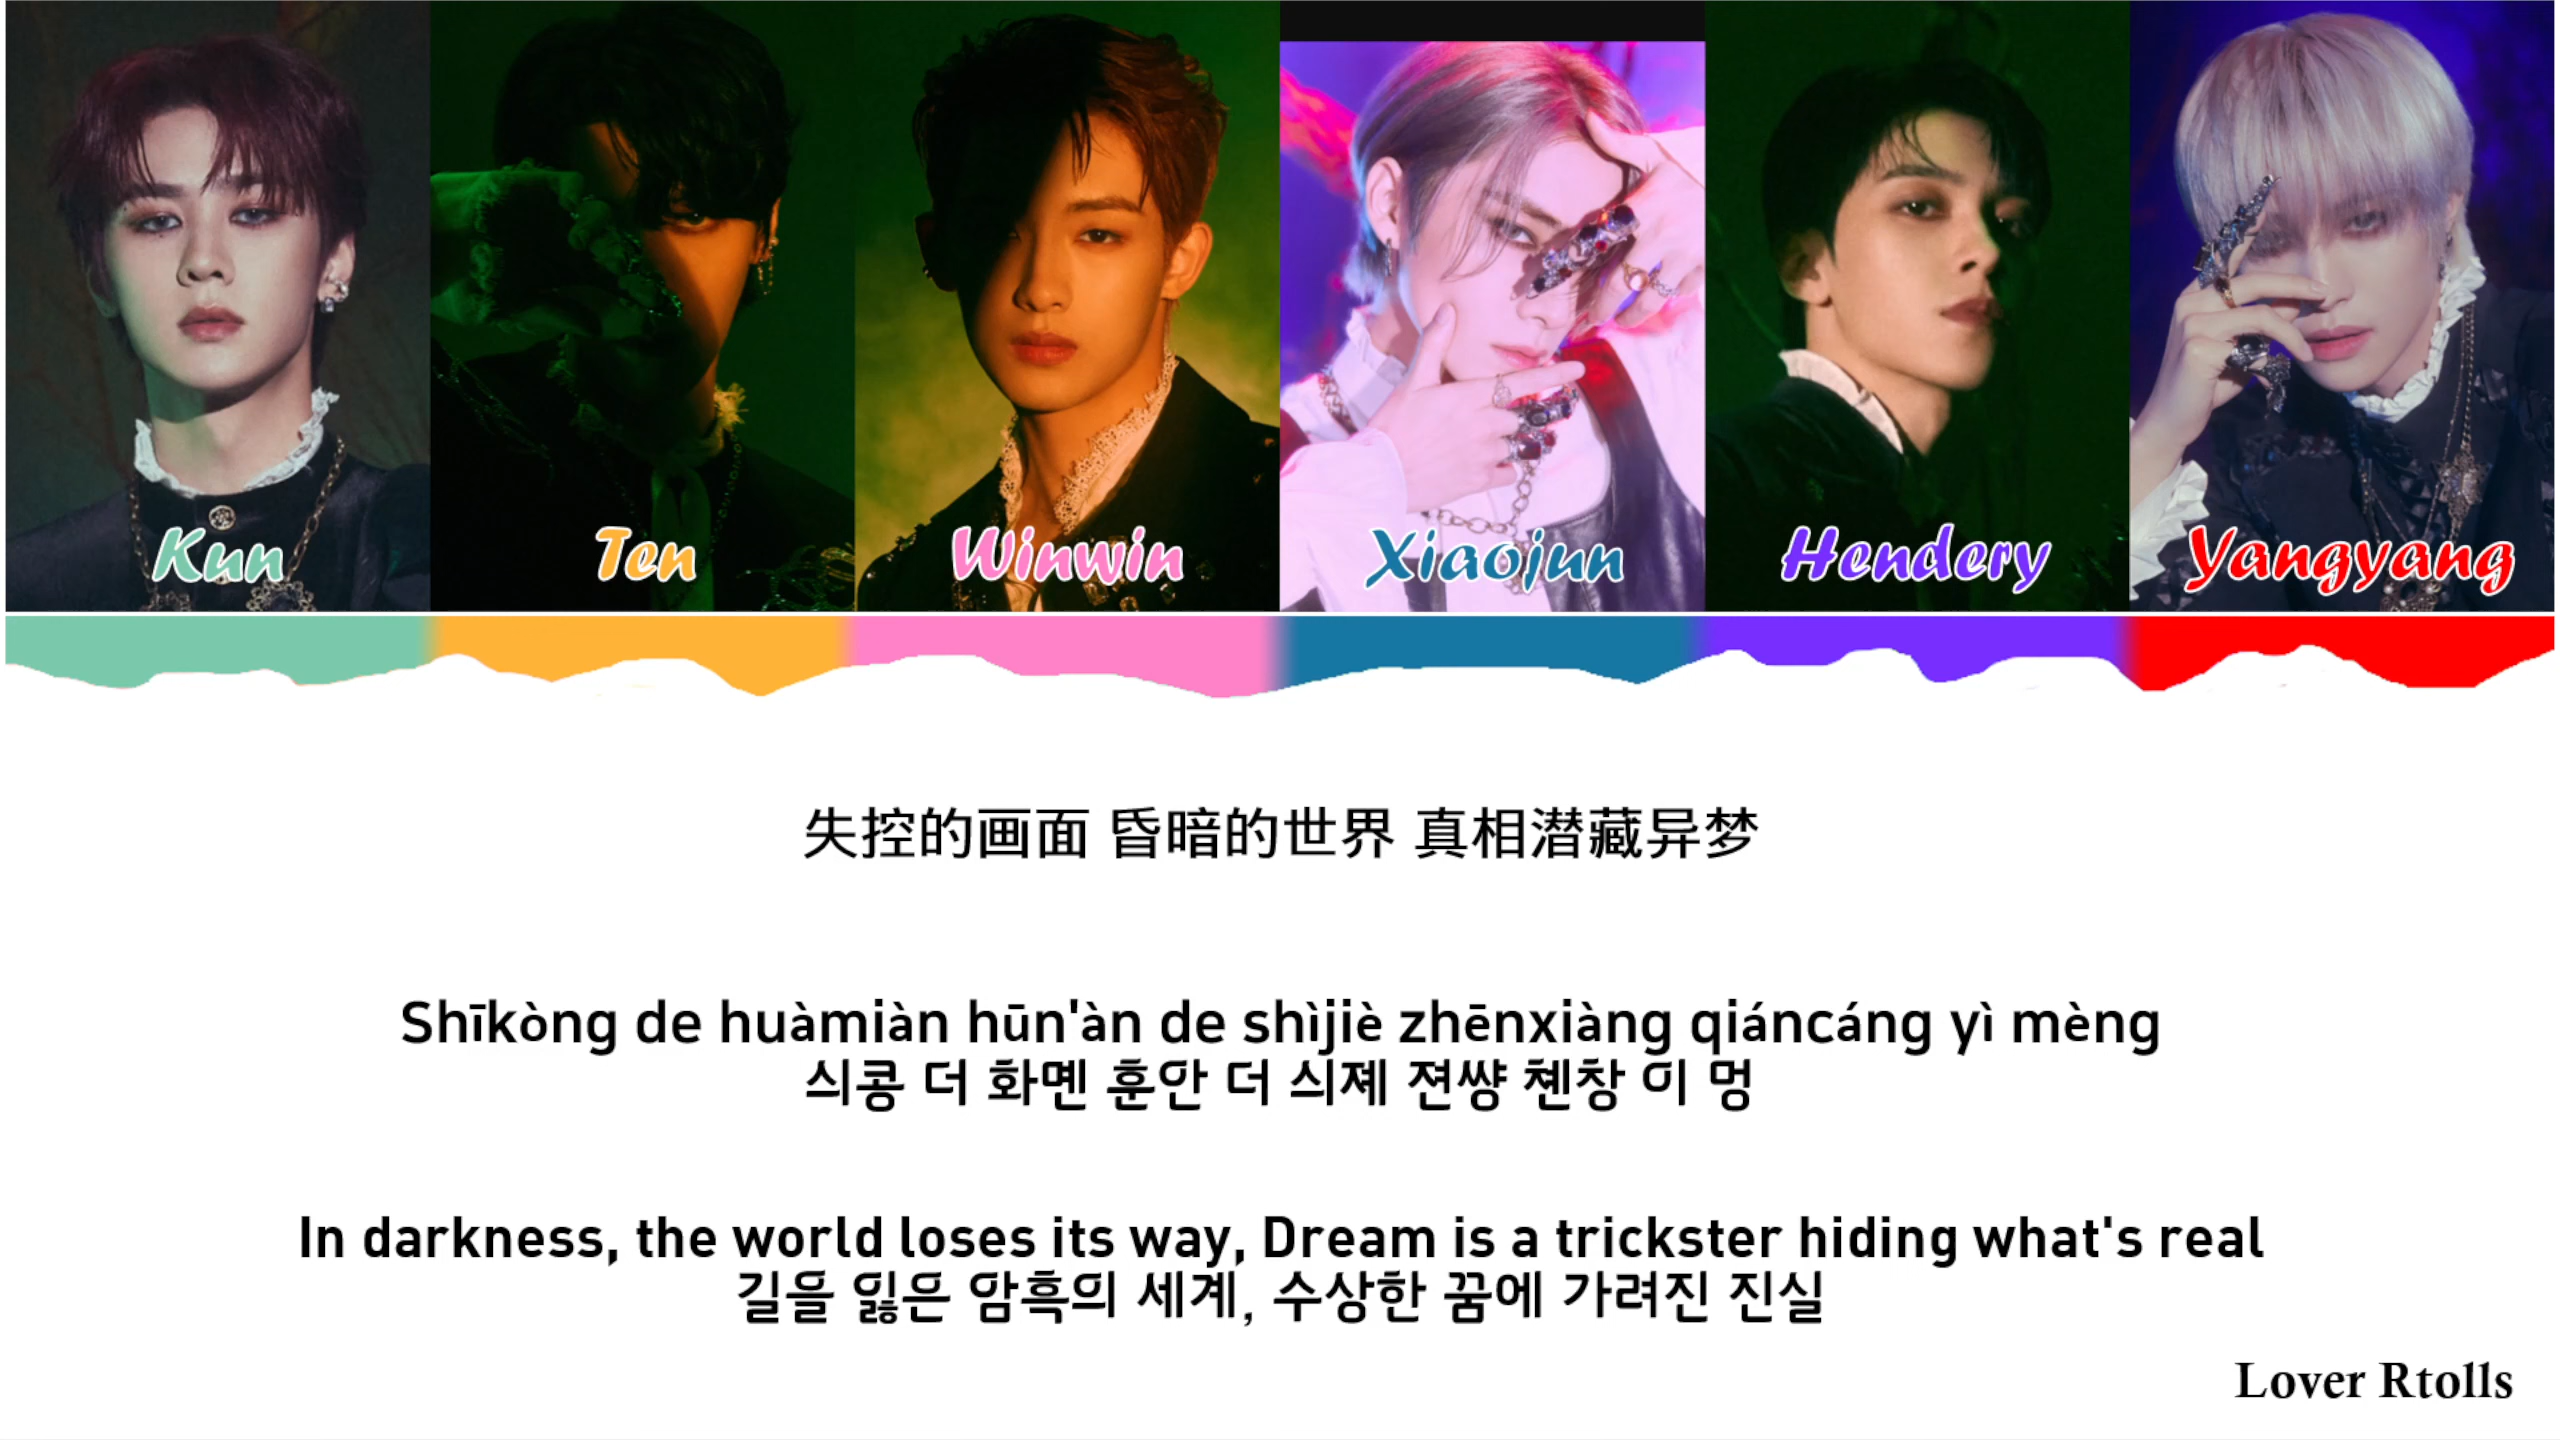 Kun
Ten
Winwin
Xiaojun
Hendery
Yangyang
失控的画面 昏暗的世界 真相潜藏异梦
Shīkòng de huàmiàn hūn'àn de shìjiè zhēnxiàng qiáncáng yì mèng
싀콩 더 화몐 훈안 더 싀졔 젼썅 쳰창 이 멍
In darkness, the world loses its way, Dream is a trickster hiding what's real
길을 잃은 암흑의 세계, 수상한 꿈에 가려진 진실
Lover Rtolls